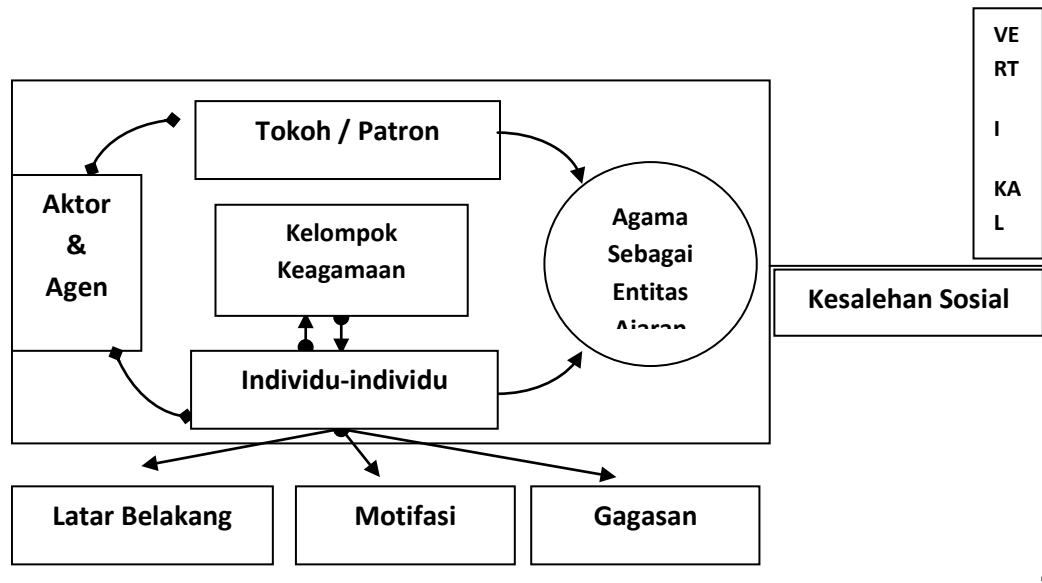 VE
RT
I
KA
L
Tokoh / Patron
Aktor
&
Agen
Kelompok
Keagamaan
Agama
Sebagai
Entitas
Ajaran
Kesalehan Sosial
Individu-individu
Latar Belakang
Motifasi
Gagasan